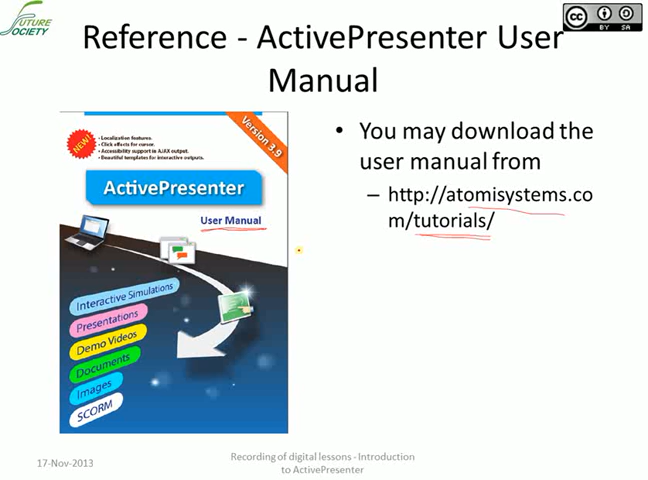 FUTURE
SOCIETY
cc
BY SA
Reference - ActivePresenter User
Manual
Version 3.9
NEW!
• Localization features.
• Click effects for cursor.
• Accessibility support in AJAX output.
• Beautiful templates for interactive outputs.
ActivePresenter
User Manual
Interactive Simulations
Presentations
Demo Videos
Documents
Images
SCORM
• You may download the
user manual from
– http://atomisystems.co
m/tutorials/
17-Nov-2013
Recording of digital lessons - Introduction
to ActivePresenter